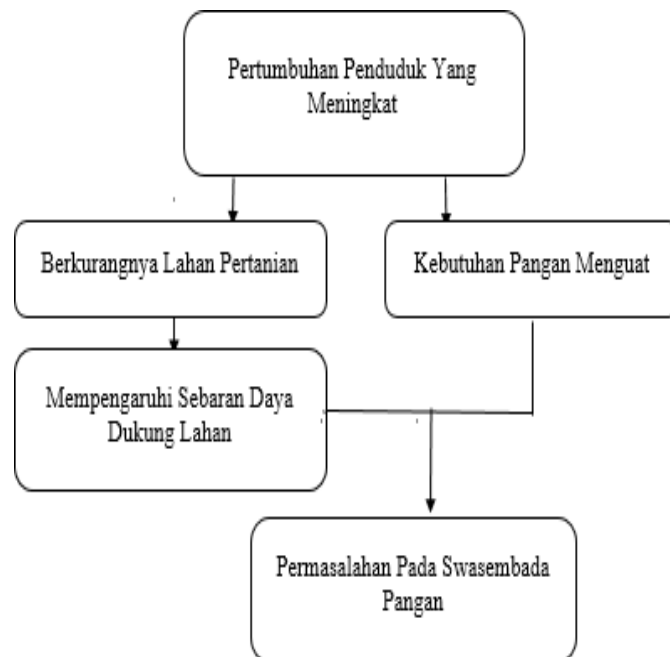 Pertumbuhan Penduduk Yang
Meningkat
Berkurangnya Lahan Pertanian
Kebutuhan Pangan Menguat
Mempengaruhi Sebaran Daya
Dukung Lahan
Permasalahan Pada Swasembada
Pangan